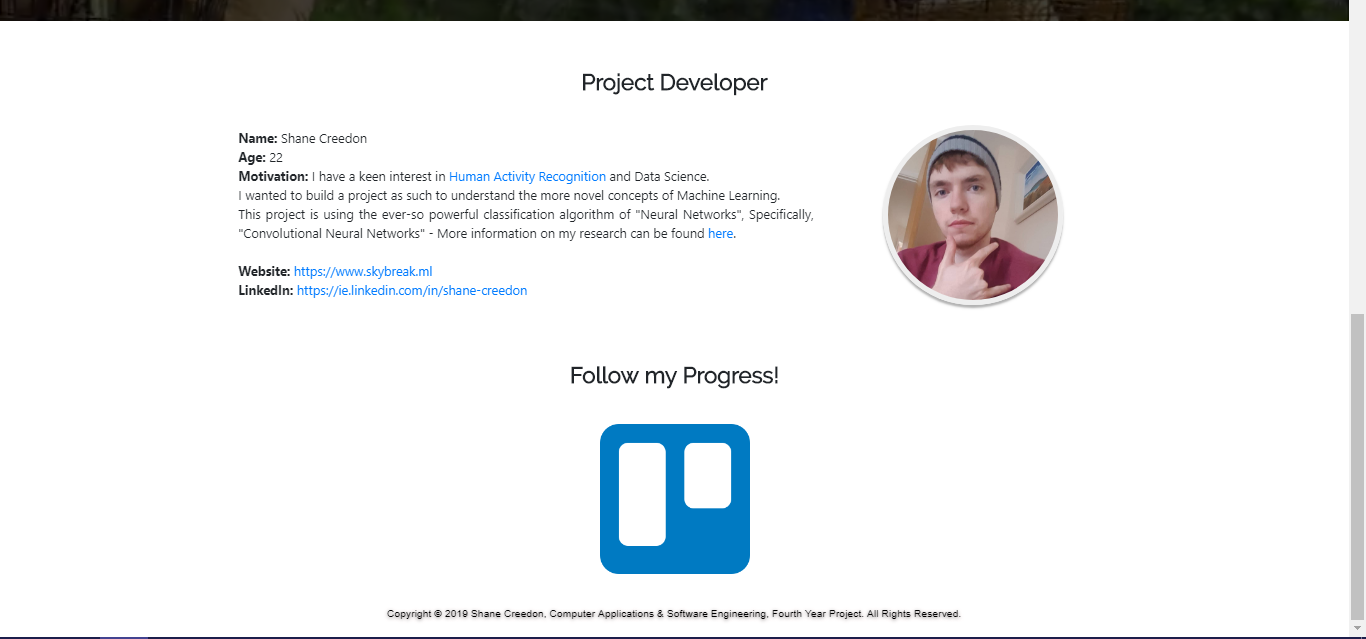 Project Developer
Name: Shane Creedon
Age: 22
Motivation: I have a keen interest in Human Activity Recognition and Data Science.
I wanted to build a project as such to understand the more novel concepts of Machine Learning.
This project is using the ever-so powerful classification algorithm of "Neural Networks", Specifically,
"Convolutional Neural Networks" - More information on my research can be found here.
Website: https://www.skybreak.ml
LinkedIn: https://ie.linkedin.com/in/shane-creedon
Follow my Progress!
Copyright © 2019 Shane Creedon, Computer Applications & Software Engineering, Fourth Year Project. All Rights Reserved.